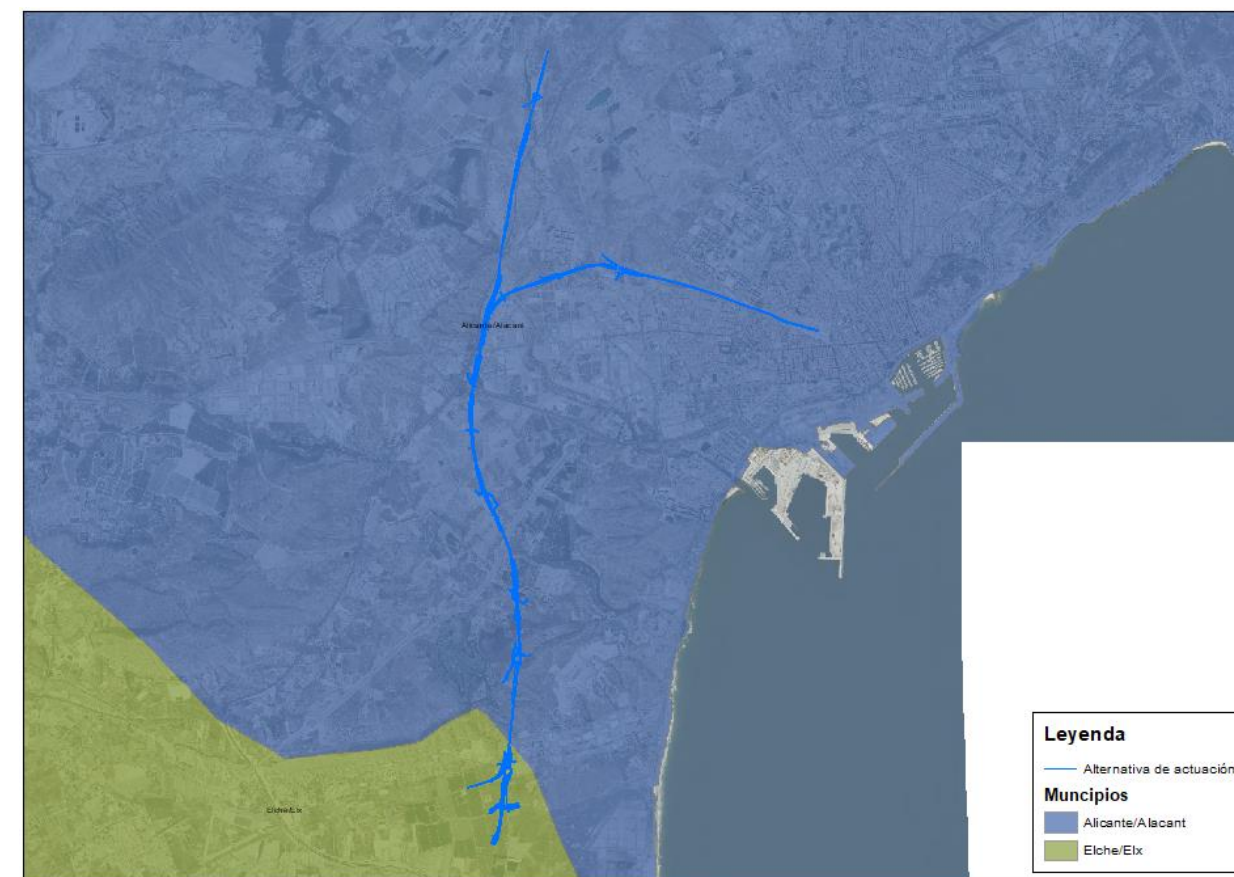 Alicante/Alacant
Elche/Elx
Leyenda
Alternativa de actuación
Muncipios
Alicante/Alacant
Elche/Elx